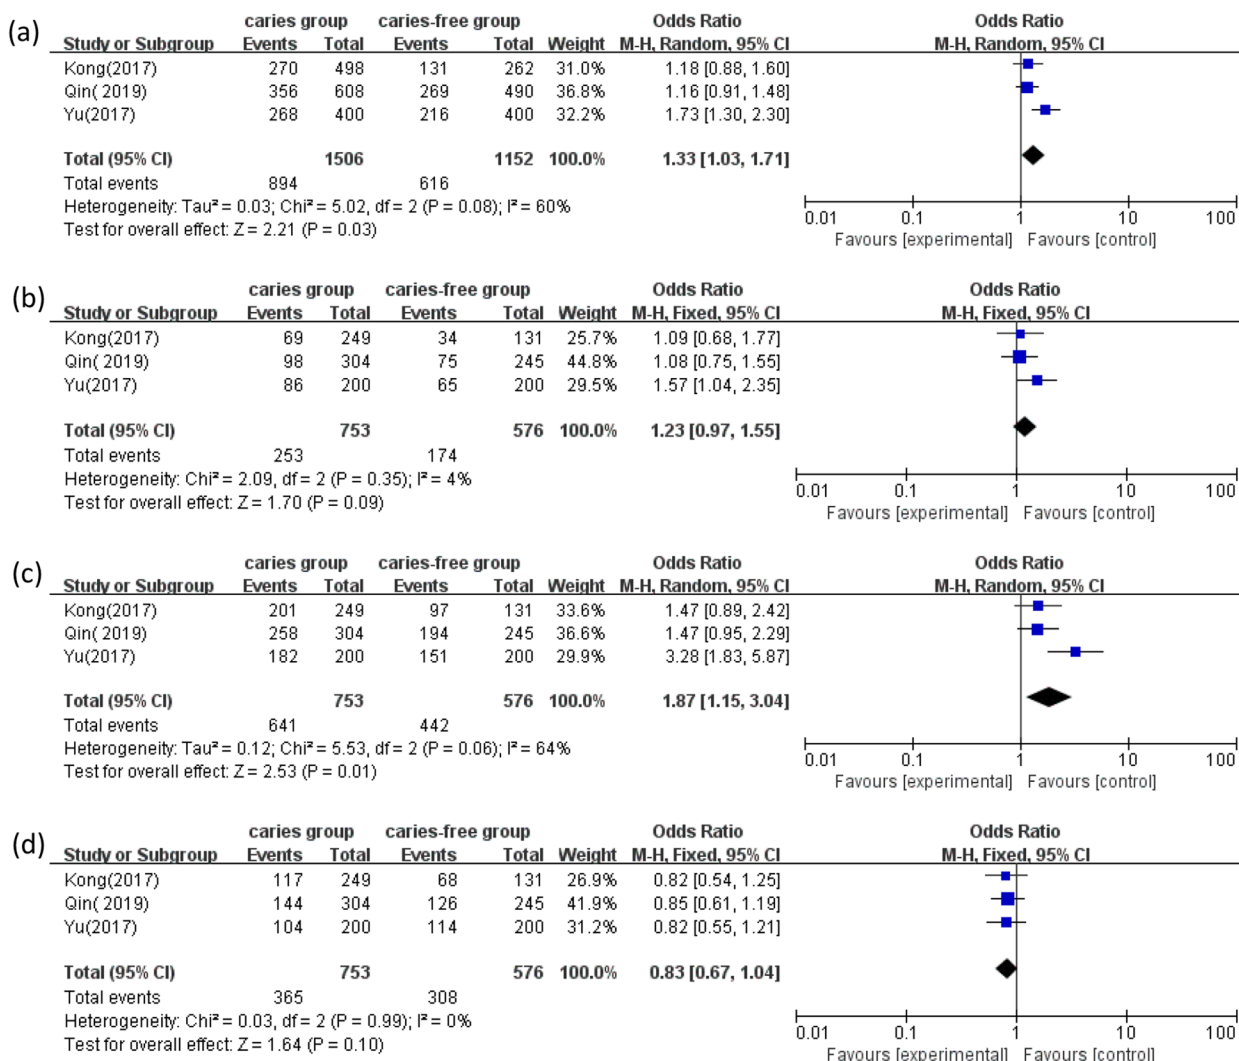 (a)
caries group caries-free group Odds Ratio Odds Ratio
Study or Subgroup Events Total Events Total Weight M-H, Random, 95% CI M-H, Random, 95% CI
Kong(2017) 270 498 131 262 31.0% 1.18 [0.88, 1.60]
Qin( 2019) 356 608 269 490 36.8% 1.16 [0.91, 1.48]
Yu(2017) 268 400 216 400 32.2% 1.73 [1.30, 2.30]
Total (95% CI) 1506 1152 100.0% 1.33 [1.03, 1.71]
Total events 894 616
Heterogeneity: Tau² = 0.03; Chi² = 5.02, df = 2 (P = 0.08); I² = 60%
Test for overall effect: Z = 2.21 (P = 0.03)
0.01 0.1 1 10 100
Favours [experimental] Favours [control]
(b)
caries group caries-free group Odds Ratio Odds Ratio
Study or Subgroup Events Total Events Total Weight M-H, Fixed, 95% CI M-H, Fixed, 95% CI
Kong(2017) 69 249 34 131 25.7% 1.09 [0.68, 1.77]
Qin( 2019) 98 304 75 245 44.8% 1.08 [0.75, 1.55]
Yu(2017) 86 200 65 200 29.5% 1.57 [1.04, 2.35]
Total (95% CI) 753 576 100.0% 1.23 [0.97, 1.55]
Total events 253 174
Heterogeneity: Chi² = 2.09, df = 2 (P = 0.35); I² = 4%
Test for overall effect: Z = 1.70 (P = 0.09)
0.01 0.1 1 10 100
Favours [experimental] Favours [control]
(c)
caries group caries-free group Odds Ratio Odds Ratio
Study or Subgroup Events Total Events Total Weight M-H, Random, 95% CI M-H, Random, 95% CI
Kong(2017) 201 249 97 131 33.6% 1.47 [0.89, 2.42]
Qin( 2019) 258 304 194 245 36.6% 1.47 [0.95, 2.29]
Yu(2017) 182 200 151 200 29.9% 3.28 [1.83, 5.87]
Total (95% CI) 753 576 100.0% 1.87 [1.15, 3.04]
Total events 641 442
Heterogeneity: Tau² = 0.12; Chi² = 5.53, df = 2 (P = 0.06); I² = 64%
Test for overall effect: Z = 2.53 (P = 0.01)
0.01 0.1 1 10 100
Favours [experimental] Favours [control]
(d)
caries group caries-free group Odds Ratio Odds Ratio
Study or Subgroup Events Total Events Total Weight M-H, Fixed, 95% CI M-H, Fixed, 95% CI
Kong(2017) 117 249 68 131 26.9% 0.82 [0.54, 1.25]
Qin( 2019) 144 304 126 245 41.9% 0.85 [0.61, 1.19]
Yu(2017) 104 200 114 200 31.2% 0.82 [0.55, 1.21]
Total (95% CI) 753 576 100.0% 0.83 [0.67, 1.04]
Total events 365 308
Heterogeneity: Chi² = 0.03, df = 2 (P = 0.99); I² = 0%
Test for overall effect: Z = 1.64 (P = 0.10)
0.01 0.1 1 10 100
Favours [experimental] Favours [control]